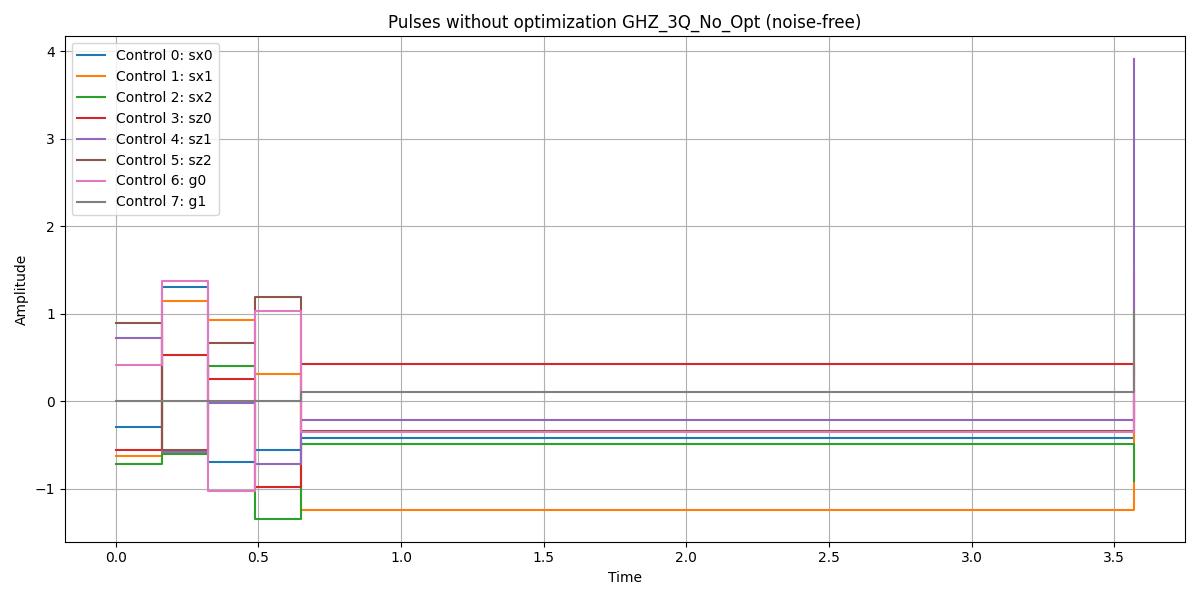 Pulses without optimization GHZ_3Q_No_Opt (noise-free)
Control 0: sx0
Control 1: sx1
Control 2: sx2
Control 3: sz0
Control 4: sz1
Control 5: sz2
Control 6: g0
Control 7: g1
Amplitude
4
3
2
1
0
−1
0.0 0.5 1.0 1.5 2.0 2.5 3.0 3.5
Time